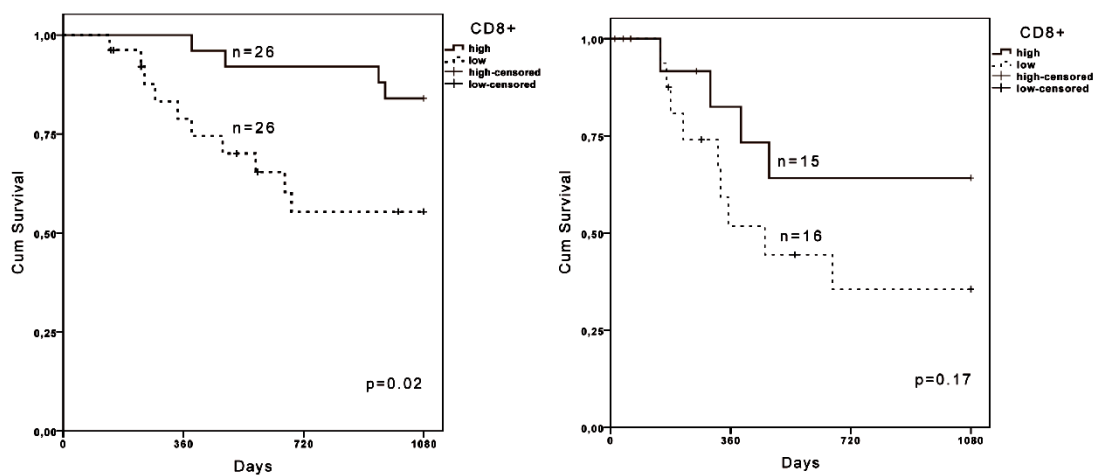 CD8+
high
low
high-censored
low-censored
1,00
0,75
0,50
0,25
0,00
Cum Survival
n=26
n=26
p=0.02
0
360
720
1080
Days
CD8+
high
low
high-censored
low-censored
1,00
0,75
0,50
0,25
0,00
Cum Survival
n=15
n=16
p=0.17
0
360
720
1080
Days